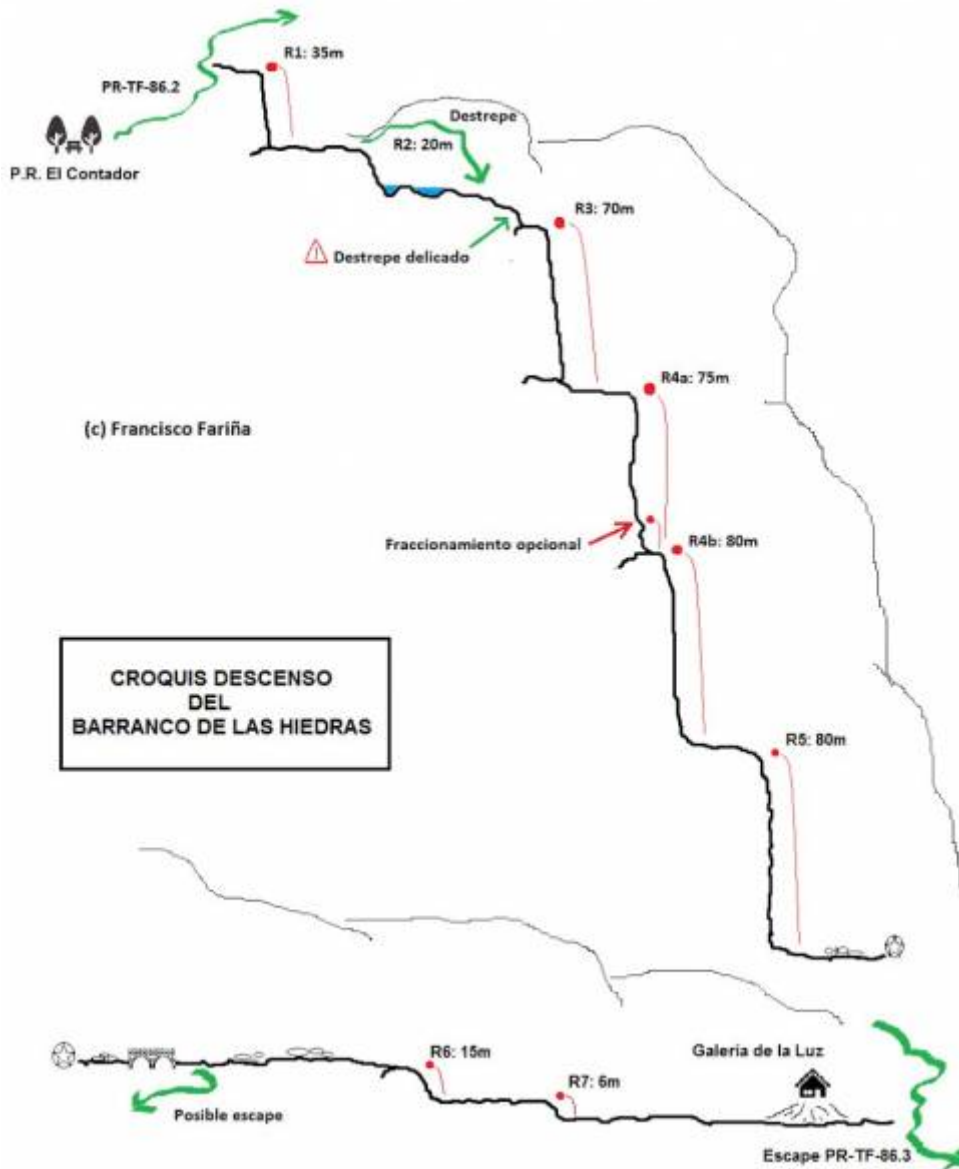 R1: 35m
PR-TF-86.2
P.R. El Contador
Destrepe
R2: 20m
R3: 70m
Destrepe delicado
R4a: 75m
(c) Francisco Fariña
Fraccionamiento opcional
R4b: 80m
CROQUIS DESCENSO
DEL
BARRANCO DE LAS HIEDRAS
R5: 80m
R6: 15m
Galería de la Luz
R7: 6m
Posible escape
Escape PR-TF-86.3